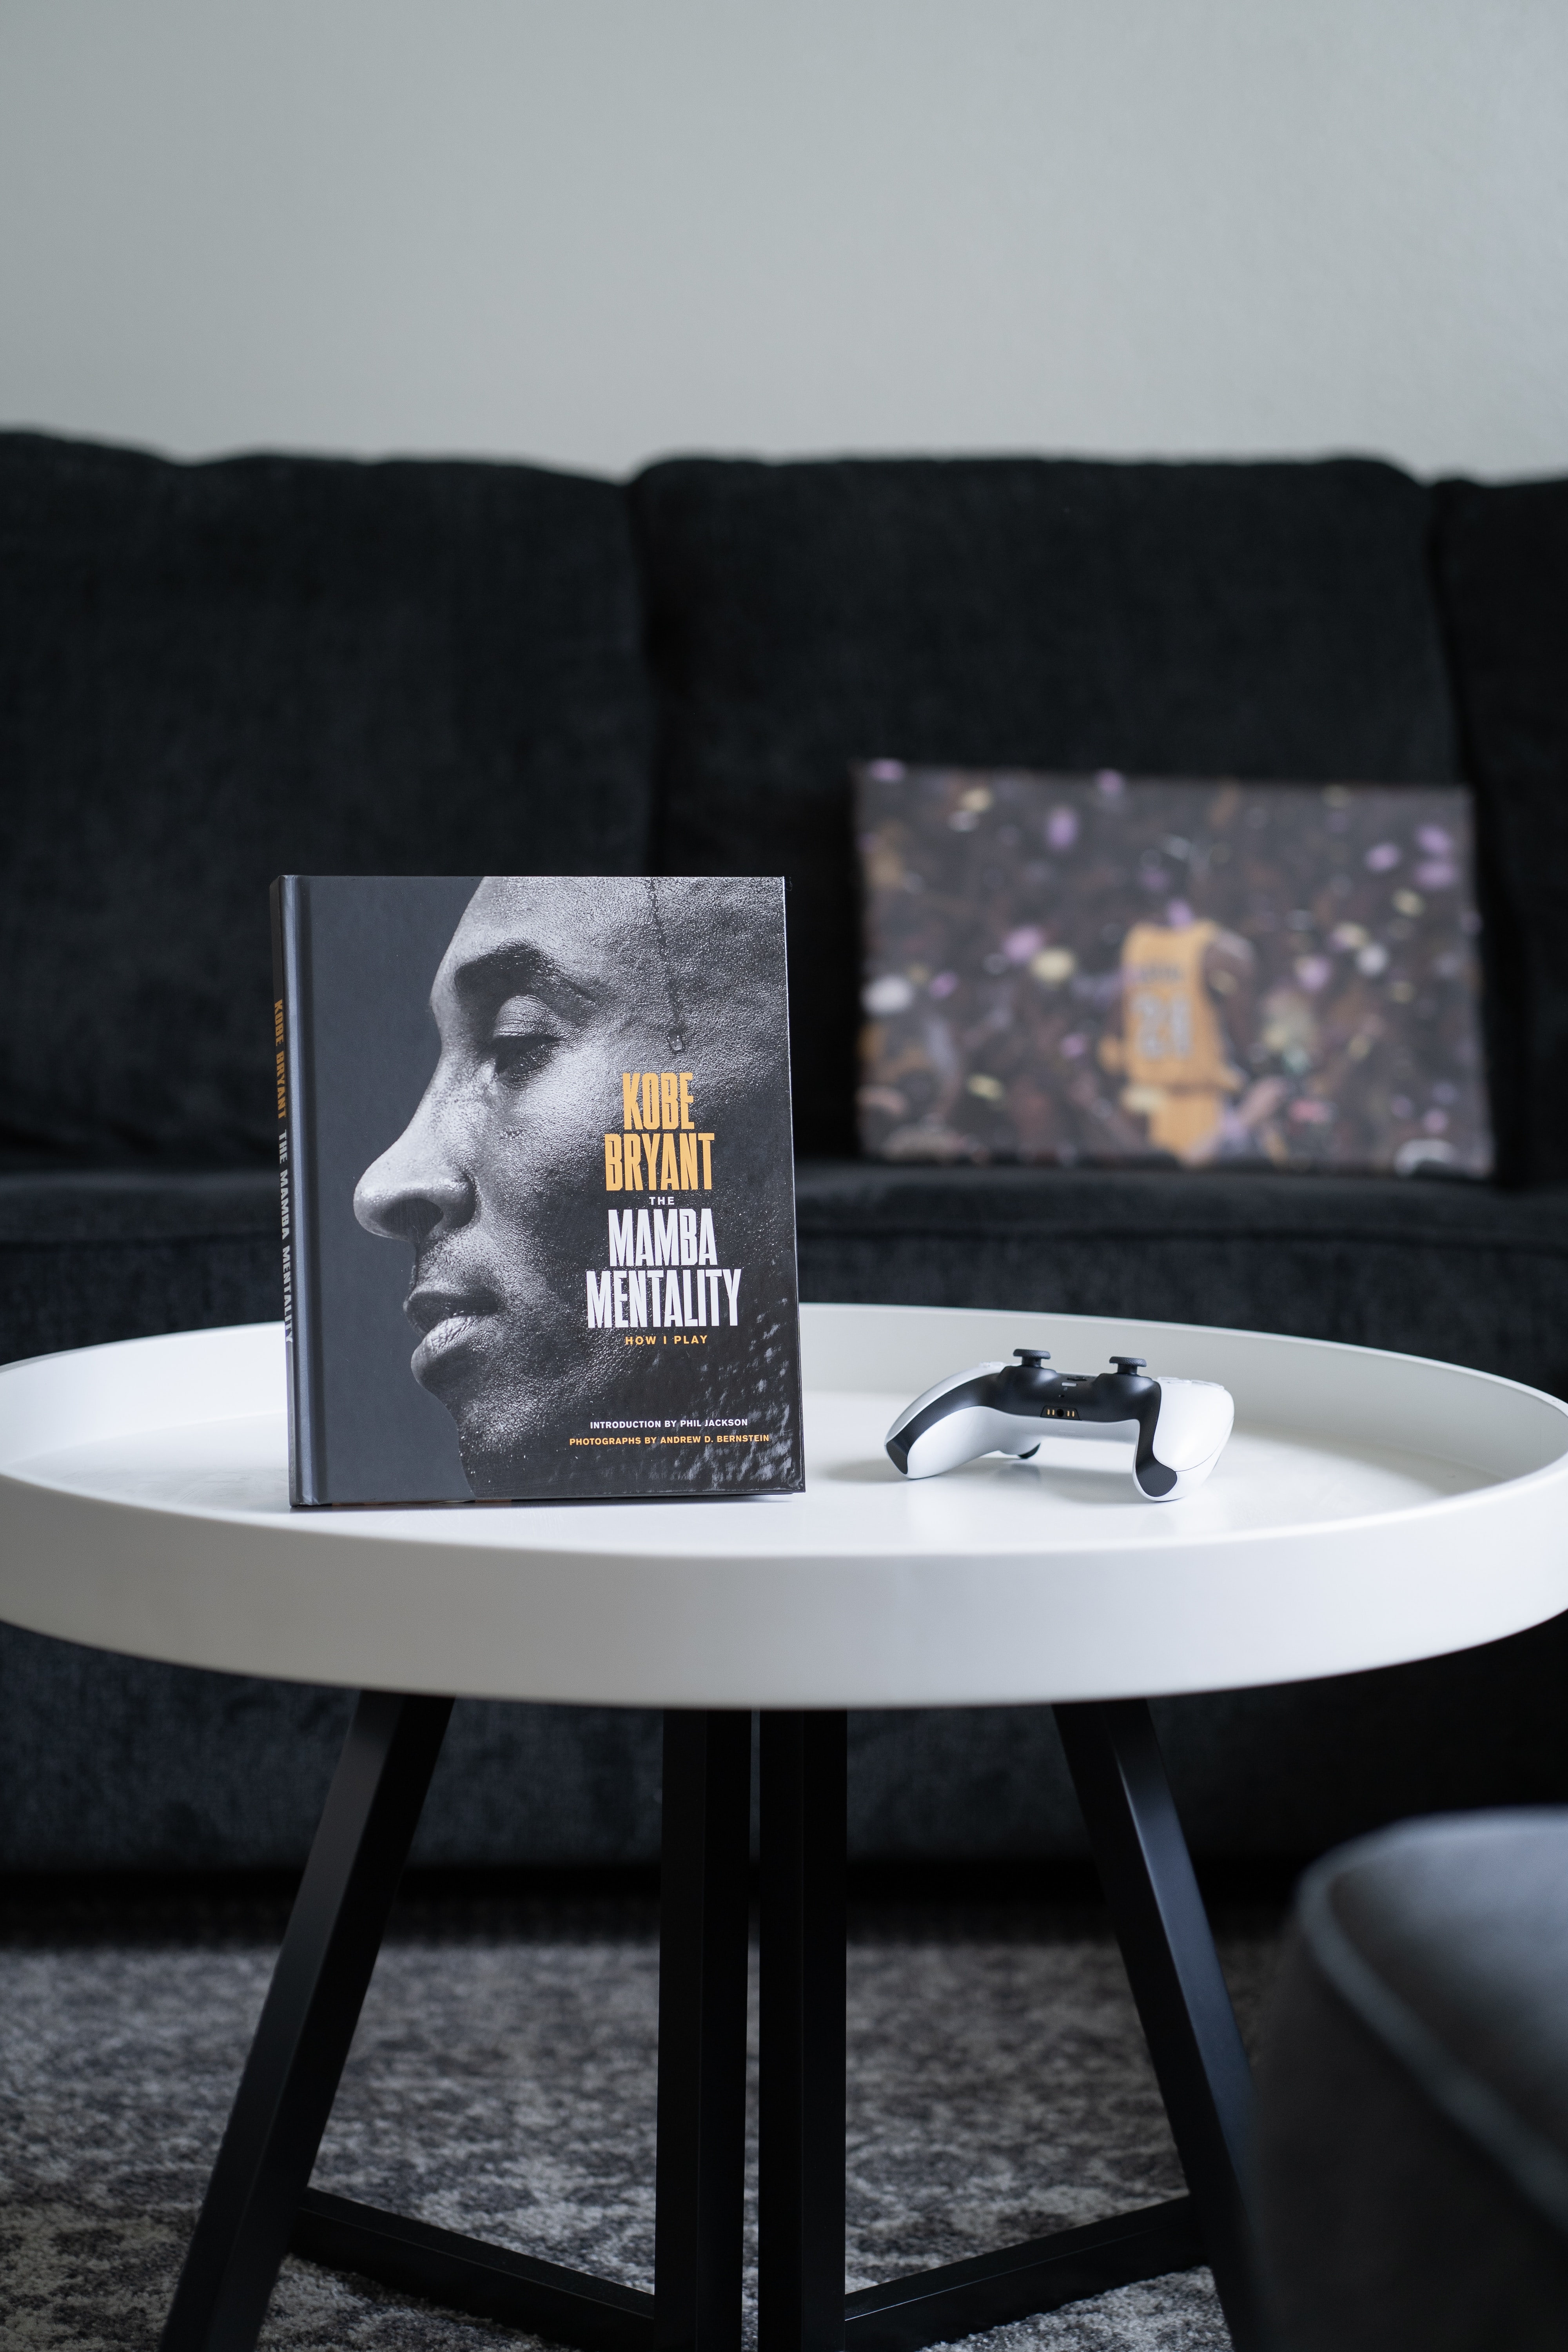 KOBE BRYANT THE MAMBA MENTALITY
KOBE
BRYANT
THE
MAMBA
MENTALITY
HOW I PLAY
INTRODUCTION BY PHIL JACKSON
PHOTOGRAPHS BY ANDREW D. BERNSTEIN